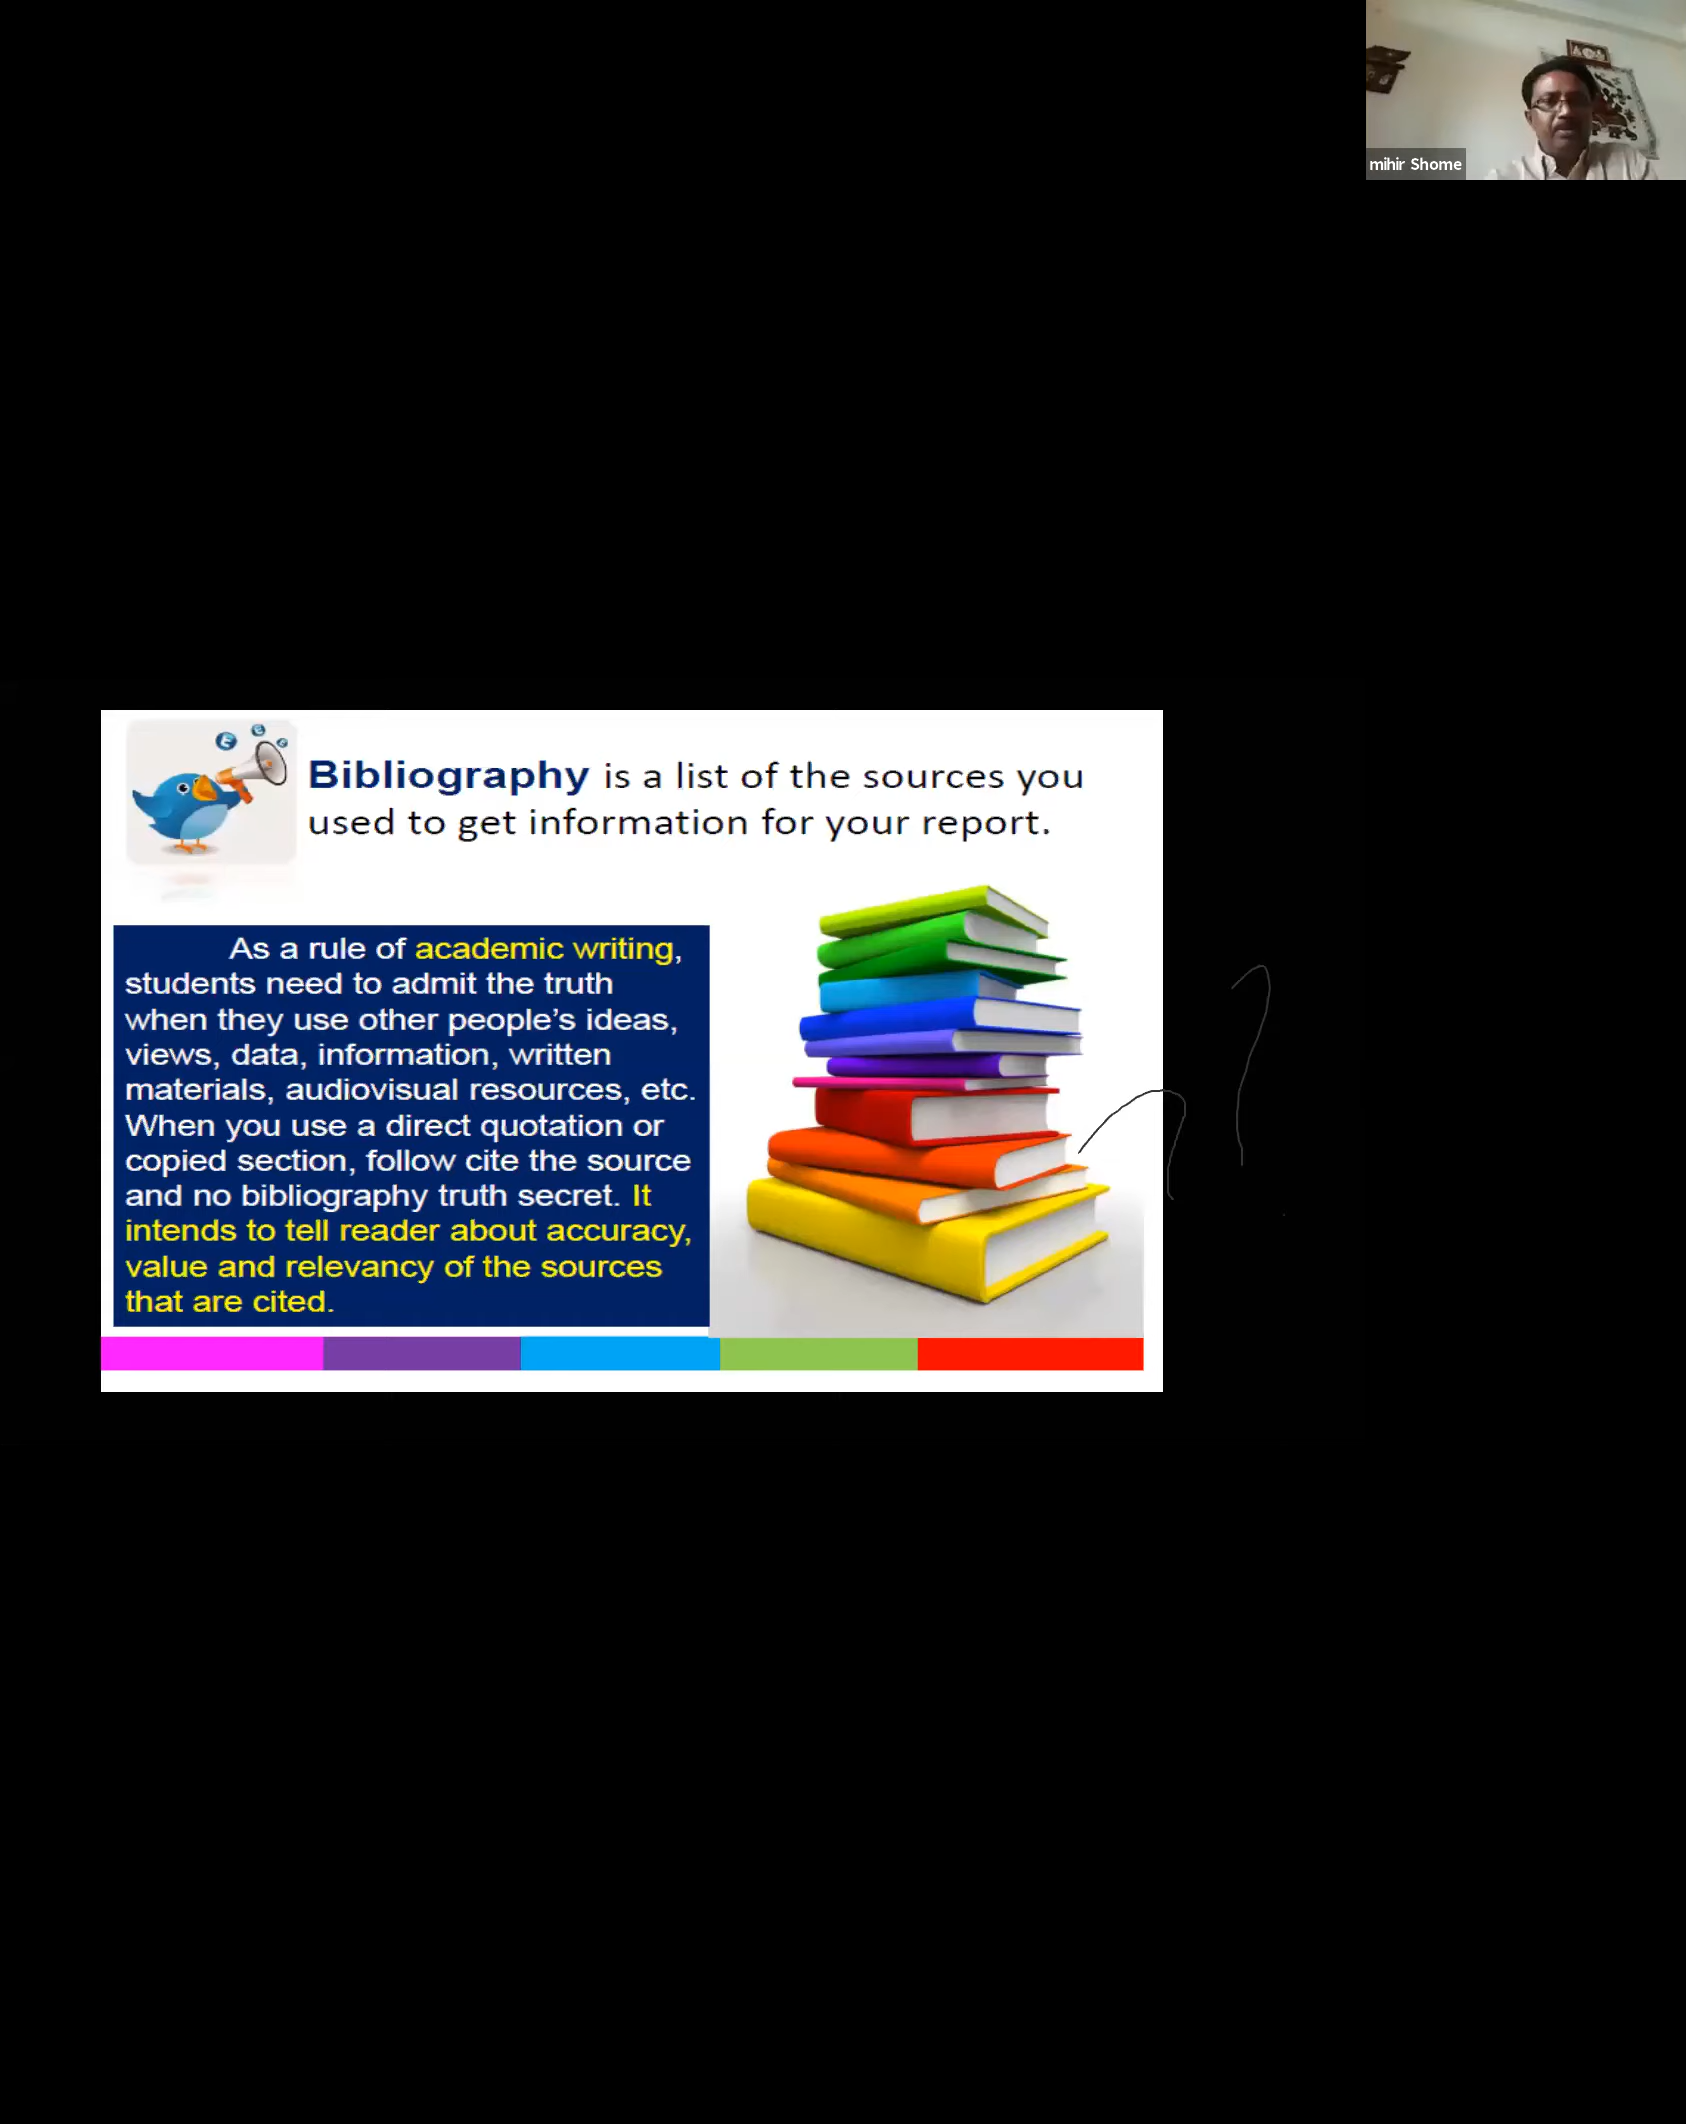 mihir Shome
Bibliography is a list of the sources you
used to get information for your report.
As a rule of academic writing,
students need to admit the truth
when they use other people’s ideas,
views, data, information, written
materials, audiovisual resources, etc.
When you use a direct quotation or
copied section, follow cite the source
and no bibliography truth secret. It
intends to tell reader about accuracy,
value and relevancy of the sources
that are cited.